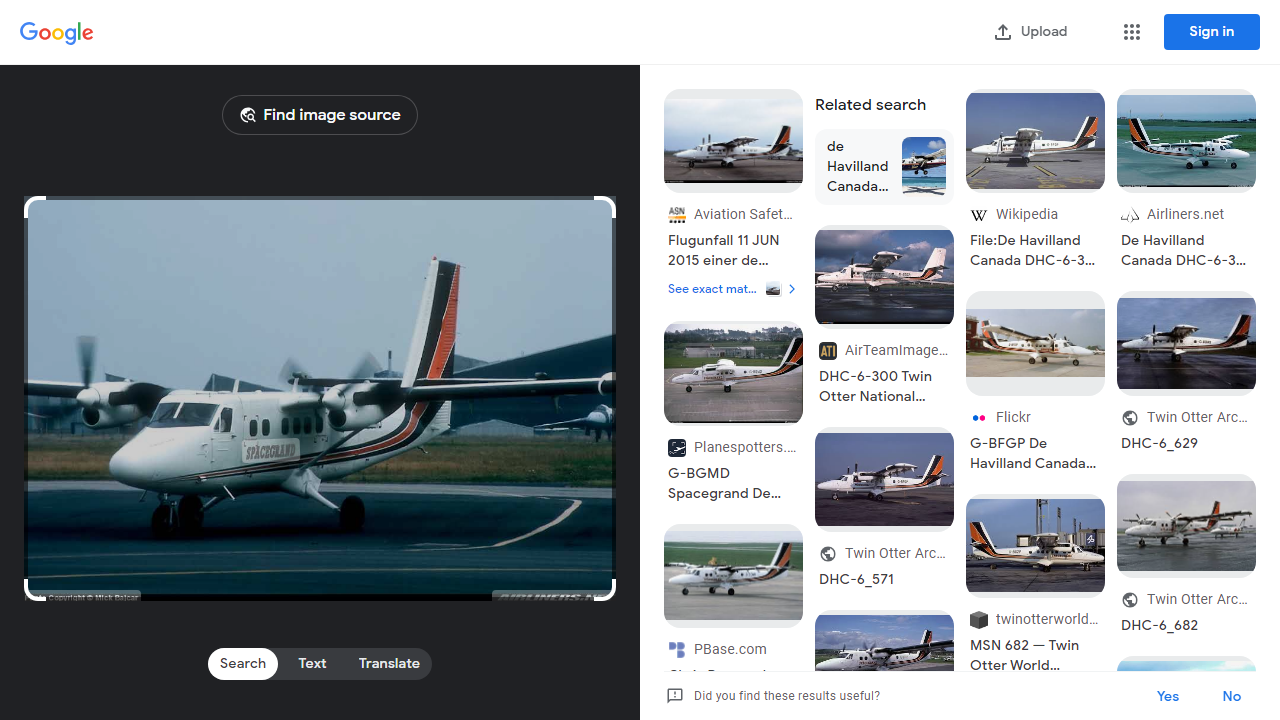 Google
Upload
Sign in
Find image source
SPACEGRAND
Copyright © Mick Bajcar
AIRLINERS.NET
Search
Text
Translate
Related search
de
Havilland
Canada...
ASN
Aviation Safet...
Flugunfall 11 JUN
2015 einer de...
See exact mat...
Planespotters....
G-BGMD
Spacegrand De...
PBase.com
ATI
AirTeamImage...
DHC-6-300 Twin
Otter National...
Twin Otter Arc...
DHC-6_571
W
Wikipedia
File:De Havilland
Canada DHC-6-3...
Flickr
G-BFGP De
Havilland Canada...
twinotterworld...
MSN 682 — Twin
Otter World...
Airliners.net
De Havilland
Canada DHC-6-3...
Twin Otter Arc...
DHC-6_629
Twin Otter Arc...
DHC-6_682
Did you find these results useful?
Yes
No